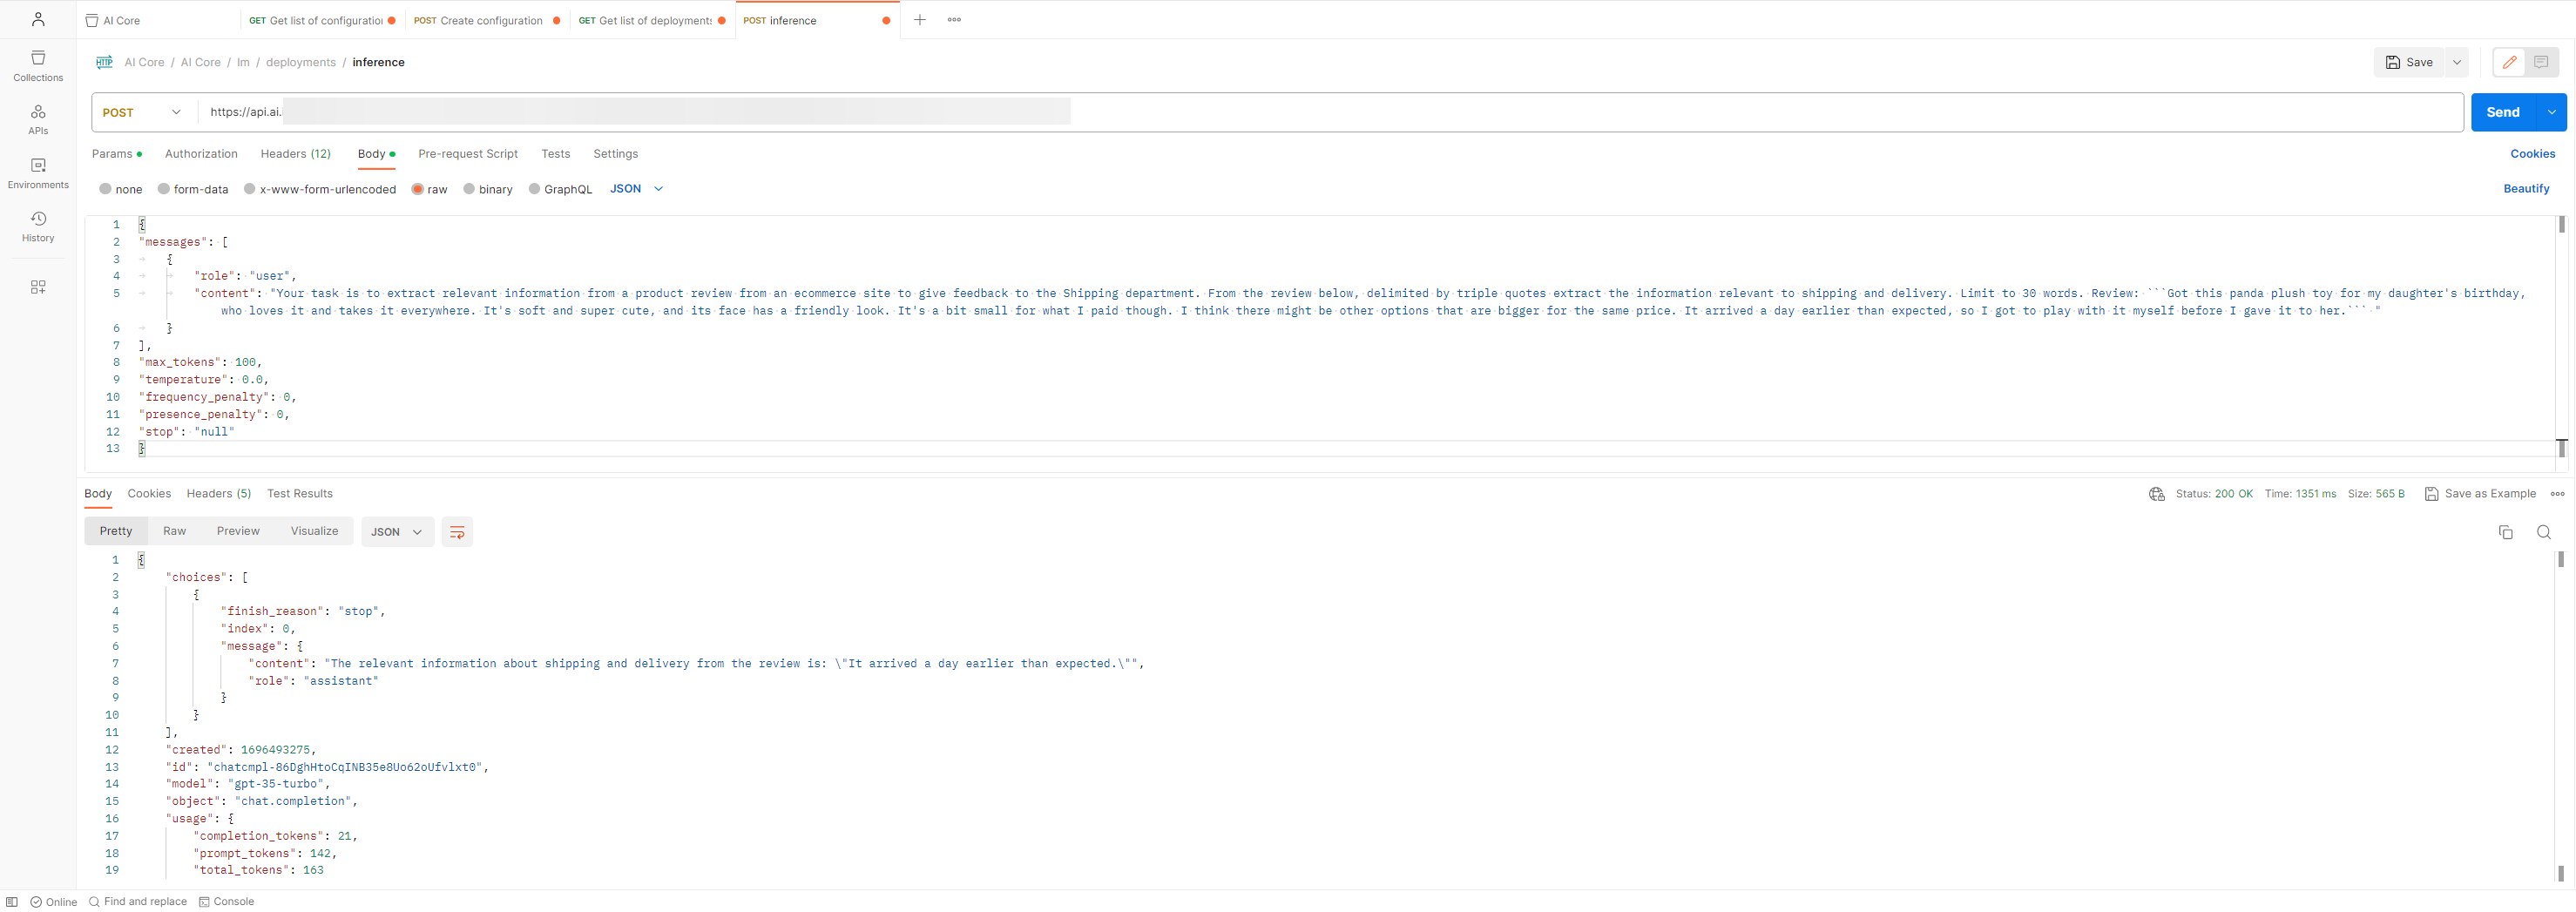 AI Core
GET Get list of configuratio
POST Create configuration
GET Get list of deployments
POST inference
Collections
APIs
Environments
History
HTTP AI Core / AI Core / lm / deployments / inference
Save
POST
https://api.ai.
Send
Params
Authorization
Headers (12)
Body
Pre-request Script
Tests
Settings
Cookies
none
form-data
x-www-form-urlencoded
raw
binary
GraphQL
JSON
Beautify
1 {
2 "messages": [
3 {
4 "role": "user",
5 "content": "Your task is to extract relevant information from a product review from an ecommerce site to give feedback to the Shipping department. From the review below, delimited by triple quotes extract the information relevant to shipping and delivery. Limit to 30 words. Review: ```Got this panda plush toy for my daughter's birthday,
who loves it and takes it everywhere. It's soft and super cute, and its face has a friendly look. It's a bit small for what I paid though. I think there might be other options that are bigger for the same price. It arrived a day earlier than expected, so I got to play with it myself before I gave it to her.``` "
6 }
7 ],
8 "max_tokens": 100,
9 "temperature": 0.0,
10 "frequency_penalty": 0,
11 "presence_penalty": 0,
12 "stop": "null"
13 }
Body
Cookies
Headers (5)
Test Results
Status: 200 OK
Time: 1351 ms
Size: 565 B
Save as Example
Pretty
Raw
Preview
Visualize
JSON
1 {
2 "choices": [
3 {
4 "finish_reason": "stop",
5 "index": 0,
6 "message": {
7 "content": "The relevant information about shipping and delivery from the review is: \"It arrived a day earlier than expected.\"",
8 "role": "assistant"
9 }
10 }
11 ],
12 "created": 1696493275,
13 "id": "chatcmpl-86DghHtoCqINB35e8Uo62oUfvlxt0",
14 "model": "gpt-35-turbo",
15 "object": "chat.completion",
16 "usage": {
17 "completion_tokens": 21,
18 "prompt_tokens": 142,
19 "total_tokens": 163
Online
Find and replace
Console